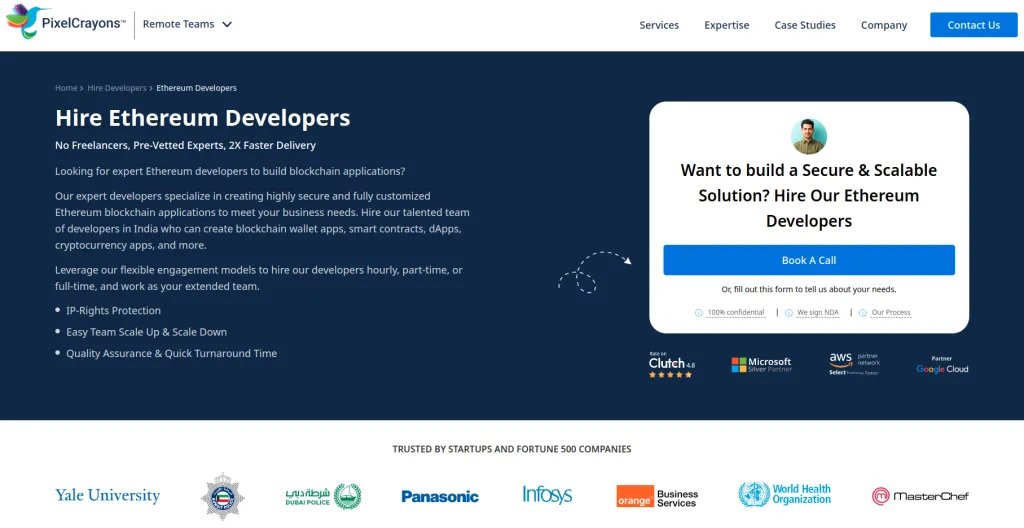 PixelCrayons™
Remote Teams
Services
Expertise
Case Studies
Company
Contact Us
Home > Hire Developers > Ethereum Developers
Hire Ethereum Developers
No Freelancers, Pre-Vetted Experts, 2X Faster Delivery
Looking for expert Ethereum developers to build blockchain applications?
Our expert developers specialize in creating highly secure and fully customized
Ethereum blockchain applications to meet your business needs. Hire our talented team
of developers in India who can create blockchain wallet apps, smart contracts, dApps,
cryptocurrency apps, and more.
Leverage our flexible engagement models to hire our developers hourly, part-time, or
full-time, and work as your extended team.
• IP-Rights Protection
• Easy Team Scale Up & Scale Down
• Quality Assurance & Quick Turnaround Time
Want to build a Secure & Scalable
Solution? Hire Our Ethereum
Developers
Book A Call
Or, fill out this form to tell us about your needs.
100% confidential | We sign NDA | Our Process
Rate on
Clutch 4.8
Microsoft
Silver Partner
aws partner
network
Select
Partner
Google Cloud
TRUSTED BY STARTUPS AND FORTUNE 500 COMPANIES
Yale University
شرطة دبي
DUBAI POLICE
Panasonic
Infosys
orange™ Business
Services
World Health
Organization
MasterChef